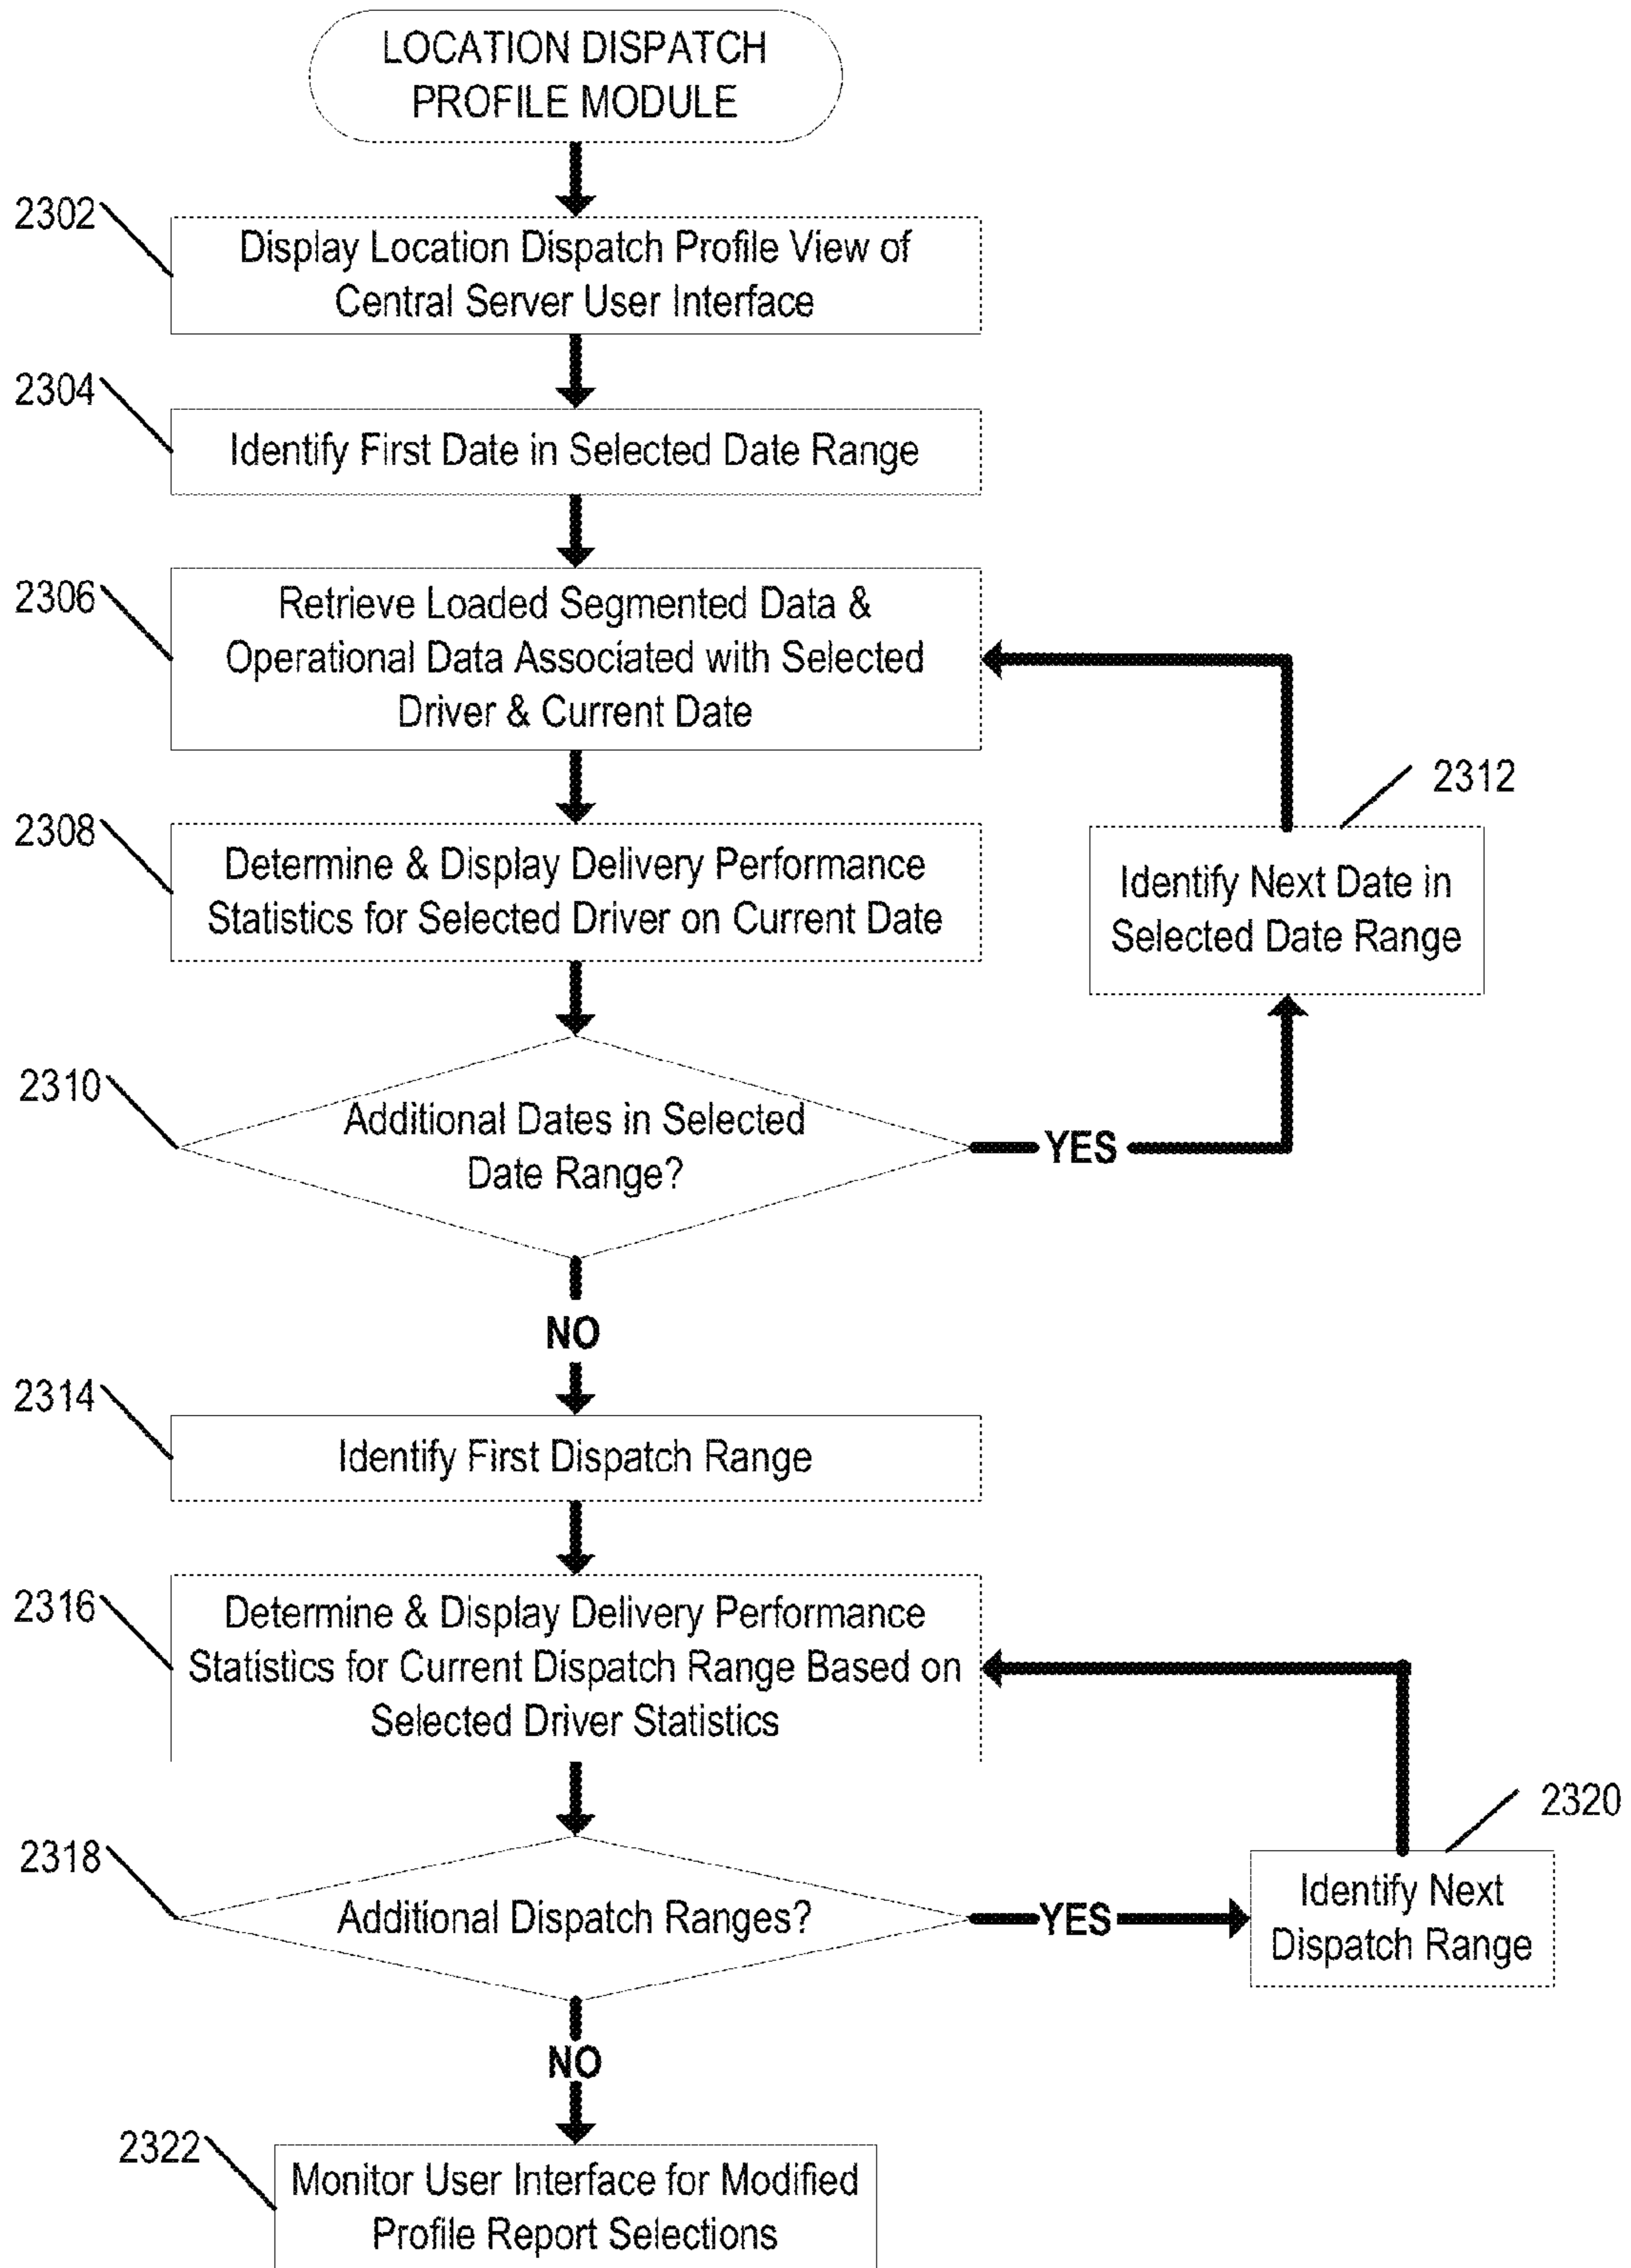 LOCATION DISPATCH
PROFILE MODULE
2302
Display Location Dispatch Profile View of
Central Server User Interface
2304
Identify First Date in Selected Date Range
2306
Retrieve Loaded Segmented Data &
Operational Data Associated with Selected
Driver & Current Date
2308
Determine & Display Delivery Performance
Statistics for Selected Driver on Current Date
2312
Identify Next Date in
Selected Date Range
2310
Additional Dates in Selected
Date Range?
YES
NO
2314
Identify First Dispatch Range
2316
Determine & Display Delivery Performance
Statistics for Current Dispatch Range Based on
Selected Driver Statistics
2318
Additional Dispatch Ranges?
YES
2320
Identify Next
Dispatch Range
NO
2322
Monitor User Interface for Modified
Profile Report Selections